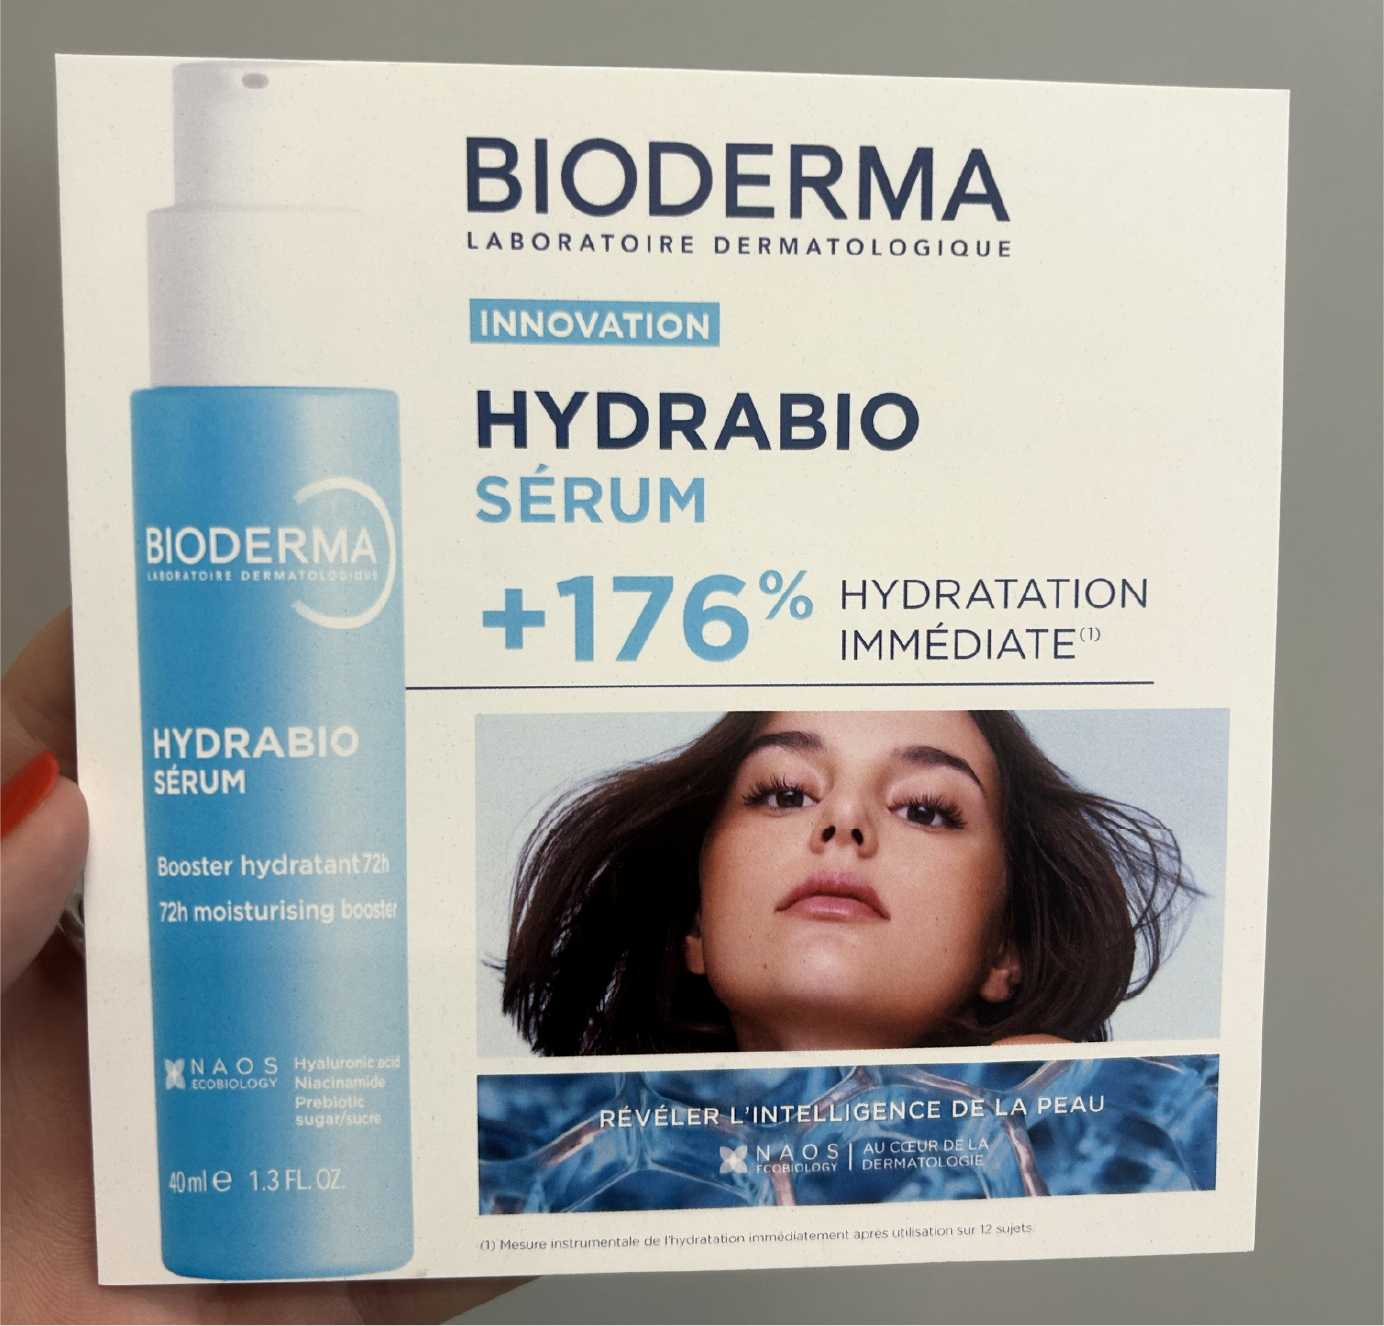 BIODERMA
LABORATOIRE DERMATOLOGIQUE
INNOVATION
HYDRABIO
SÉRUM
+176% HYDRATATION
IMMÉDIATE(1)
BIODERMA
LABORATOIRE DERMATOLOGIQUE
HYDRABIO
SÉRUM
Booster hydratant 72h
72h moisturising booster
NAOS
ECOBIOLOGY
Hyaluronic acid
Niacinamide
Prebiotic
sugar/sucre
40 ml e 1.3 FL. OZ.
RÉVÉLER L'INTELLIGENCE DE LA PEAU
NAOS
ECOBIOLOGY
AU CŒUR DE LA
DERMATOLOGIE
(1) Mesure instrumentale de l'hydratation immédiatement après utilisation sur 12 sujets.